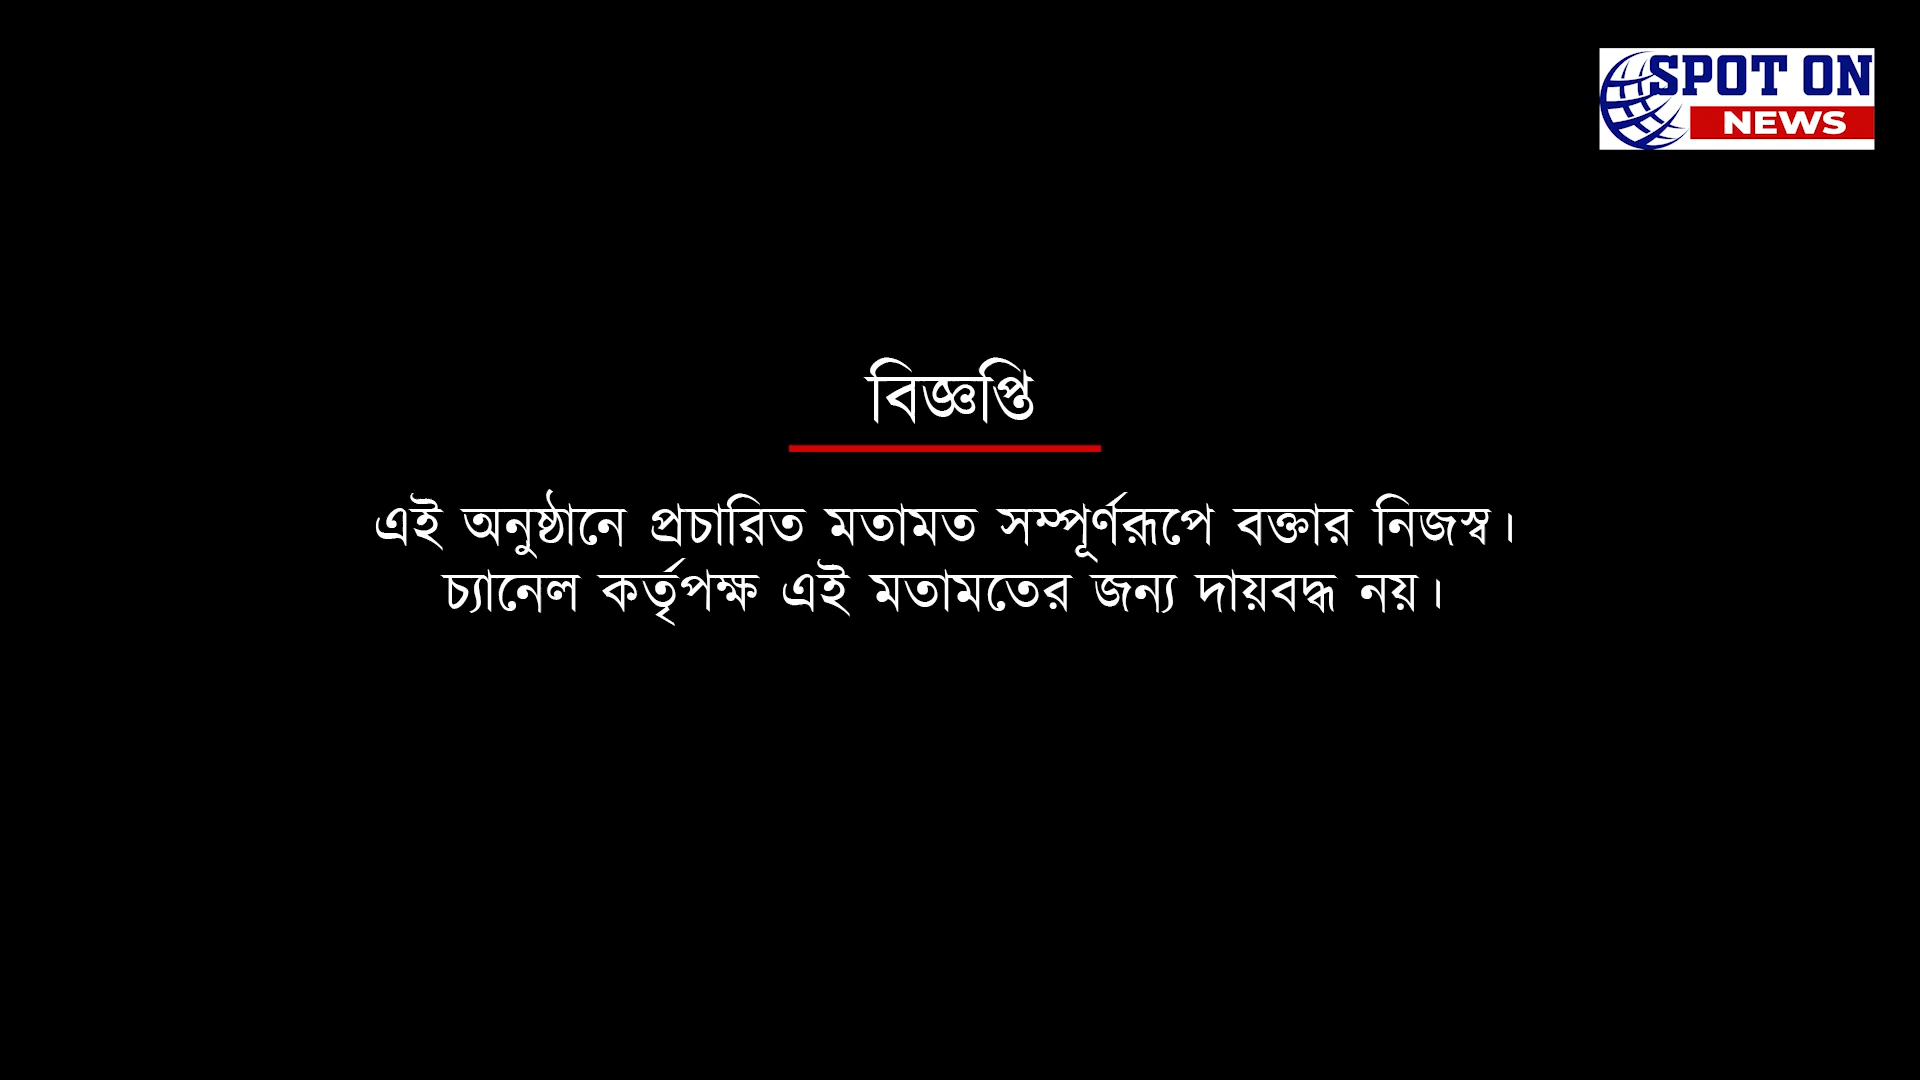 SPOT ON
NEWS
বিজ্ঞপ্তি
এই অনুষ্ঠানে প্রচারিত মতামত সম্পূর্ণরূপে বক্তার নিজস্ব।
চ্যানেল কর্তৃপক্ষ এই মতামতের জন্য দায়বদ্ধ নয়।